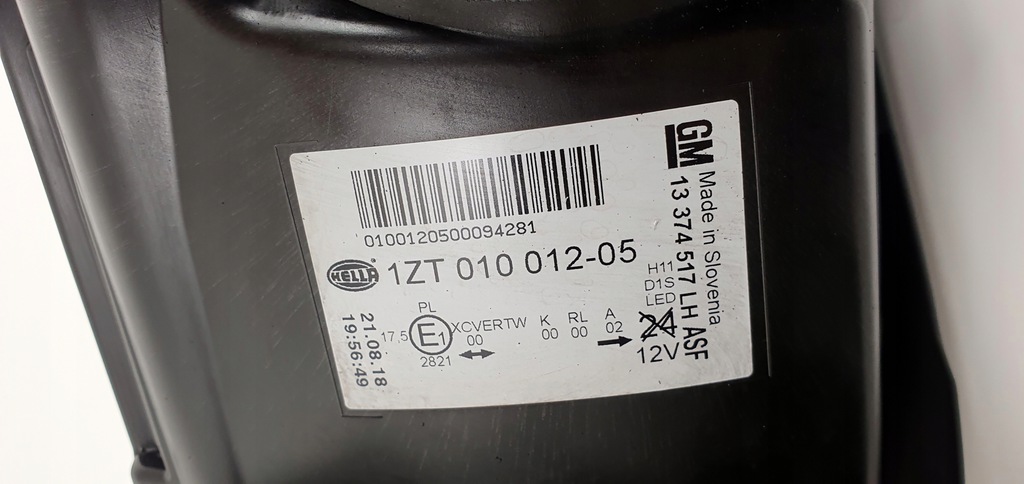 0100120500094281
HELLA
1ZT 010 012-05
21.08.18
19:56:49
PL
17,5
E1
2821
XCVERTW
00
K
00
RL
00
A
02
H11
D1S
LED
24
12V
GM
Made in Slovenia
13 374 517 LH ASF